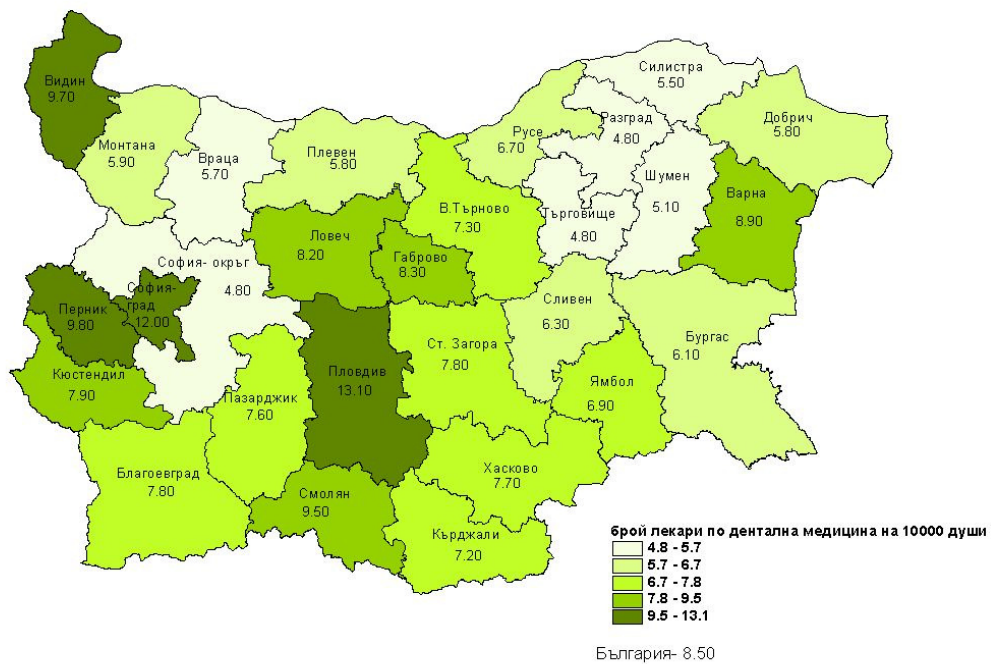 Видин
9.70
Монтана
5.90
Враца
5.70
Плевен
5.80
Русе
6.70
Силистра
5.50
Разград
4.80
Добрич
5.80
Шумен
5.10
Варна
8.90
Търговище
4.80
В.Търново
7.30
Ловеч
8.20
Габрово
8.30
София- окръг
4.80
София-
град
12.00
Перник
9.80
Кюстендил
7.90
Пазарджик
7.60
Пловдив
13.10
Ст. Загора
7.80
Сливен
6.30
Бургас
6.10
Ямбол
6.90
Благоевград
7.80
Смолян
9.50
Хасково
7.70
Кърджали
7.20
брой лекари по дентална медицина на 10000 души
4.8 - 5.7
5.7 - 6.7
6.7 - 7.8
7.8 - 9.5
9.5 - 13.1
България- 8.50